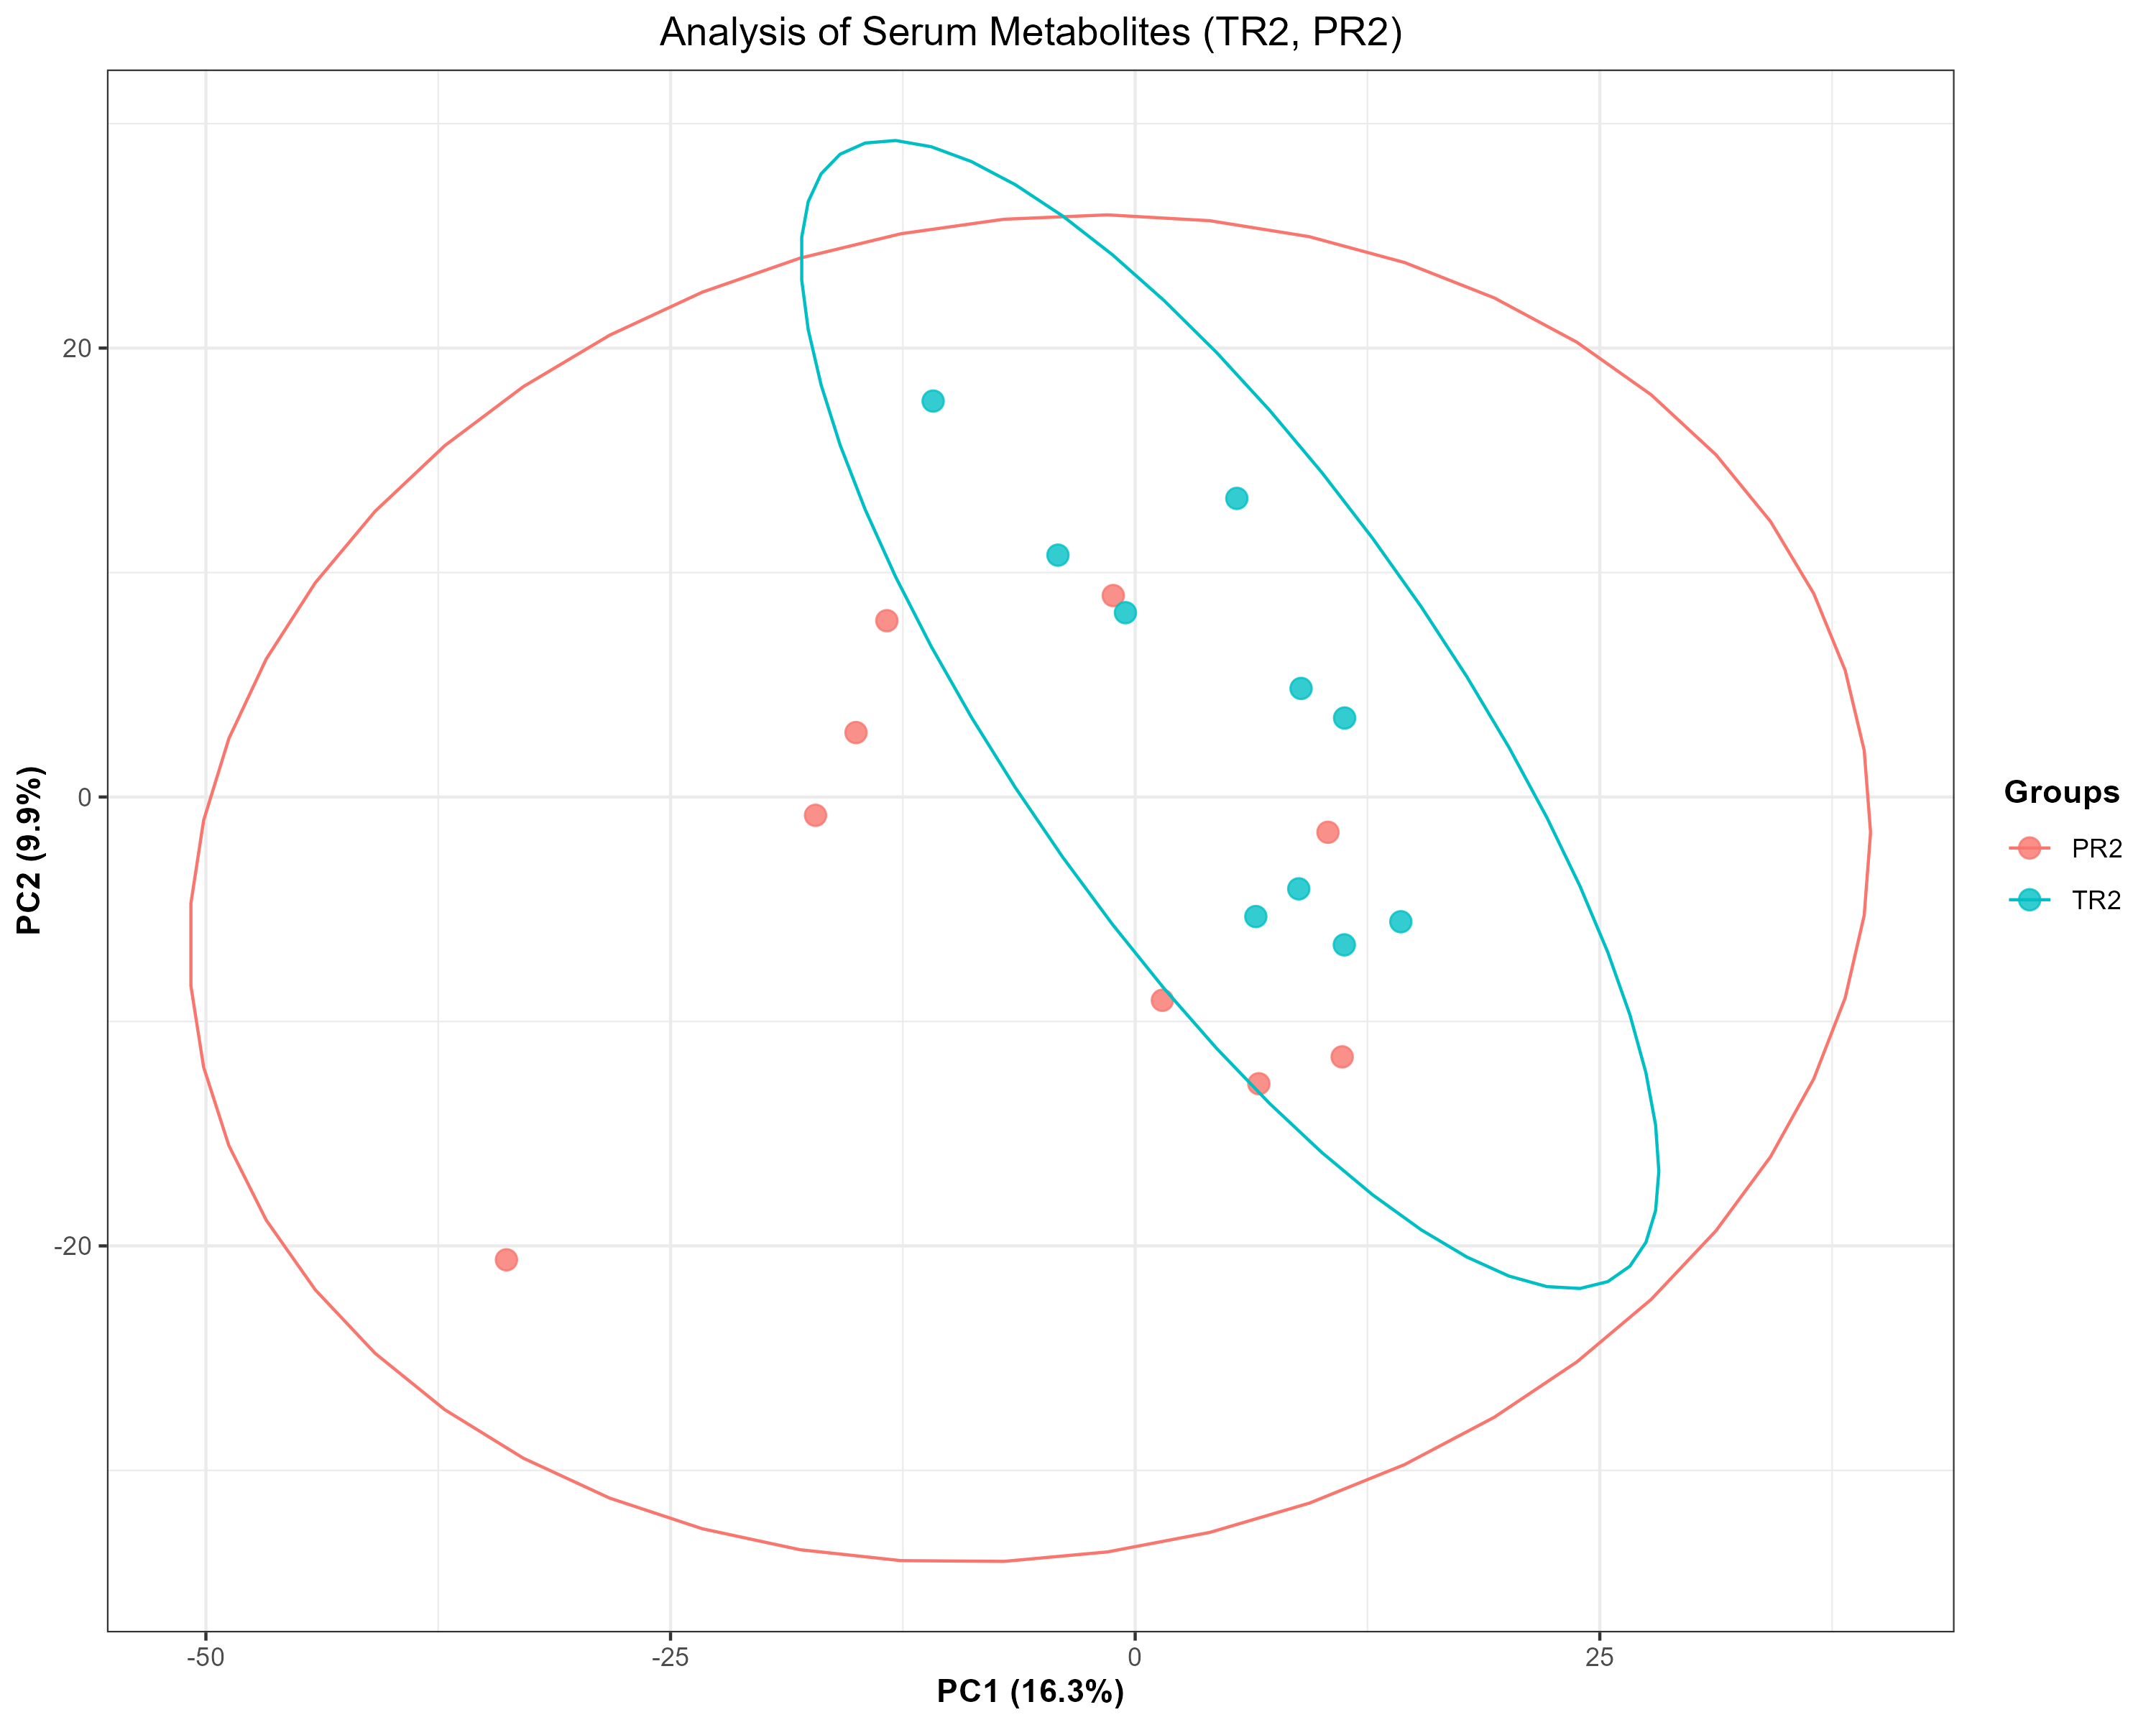 Analysis of Serum Metabolites (TR2, PR2)
20
0
-20
PC2 (9.9%)
-50
-25
0
25
PC1 (16.3%)
Groups
PR2
TR2